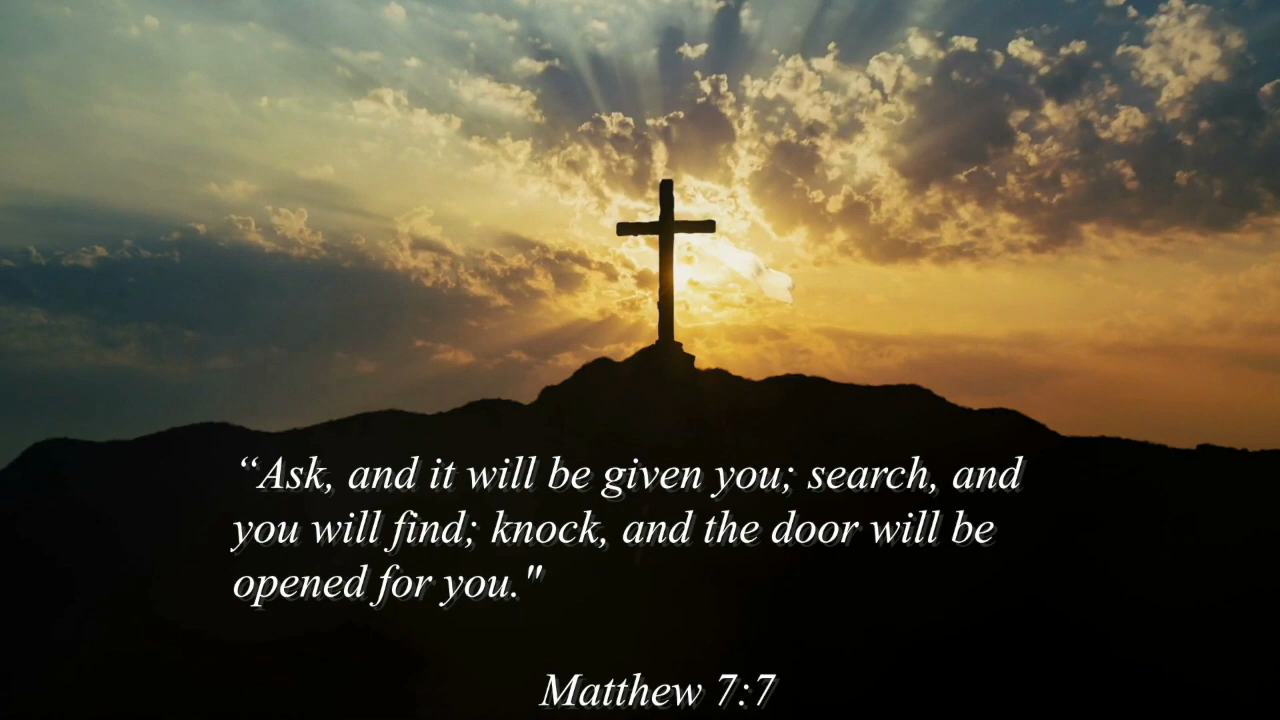 “Ask, and it will be given you; search, and
you will find; knock, and the door will be
opened for you."
Matthew 7:7